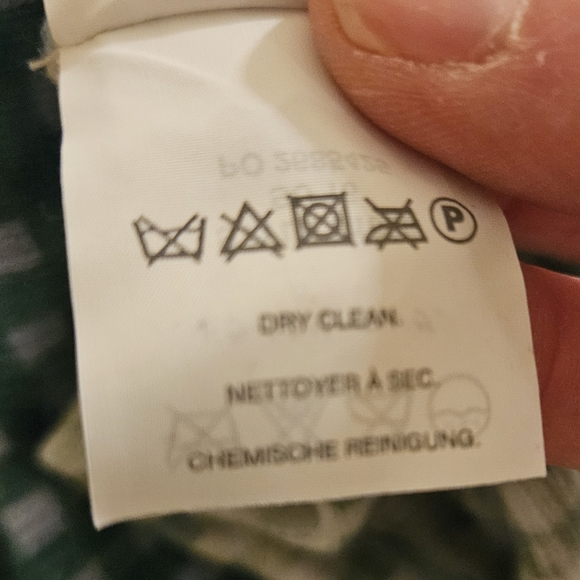 P
DRY CLEAN.
NETTOYER À SEC.
CHEMISCHE REINIGUNG.